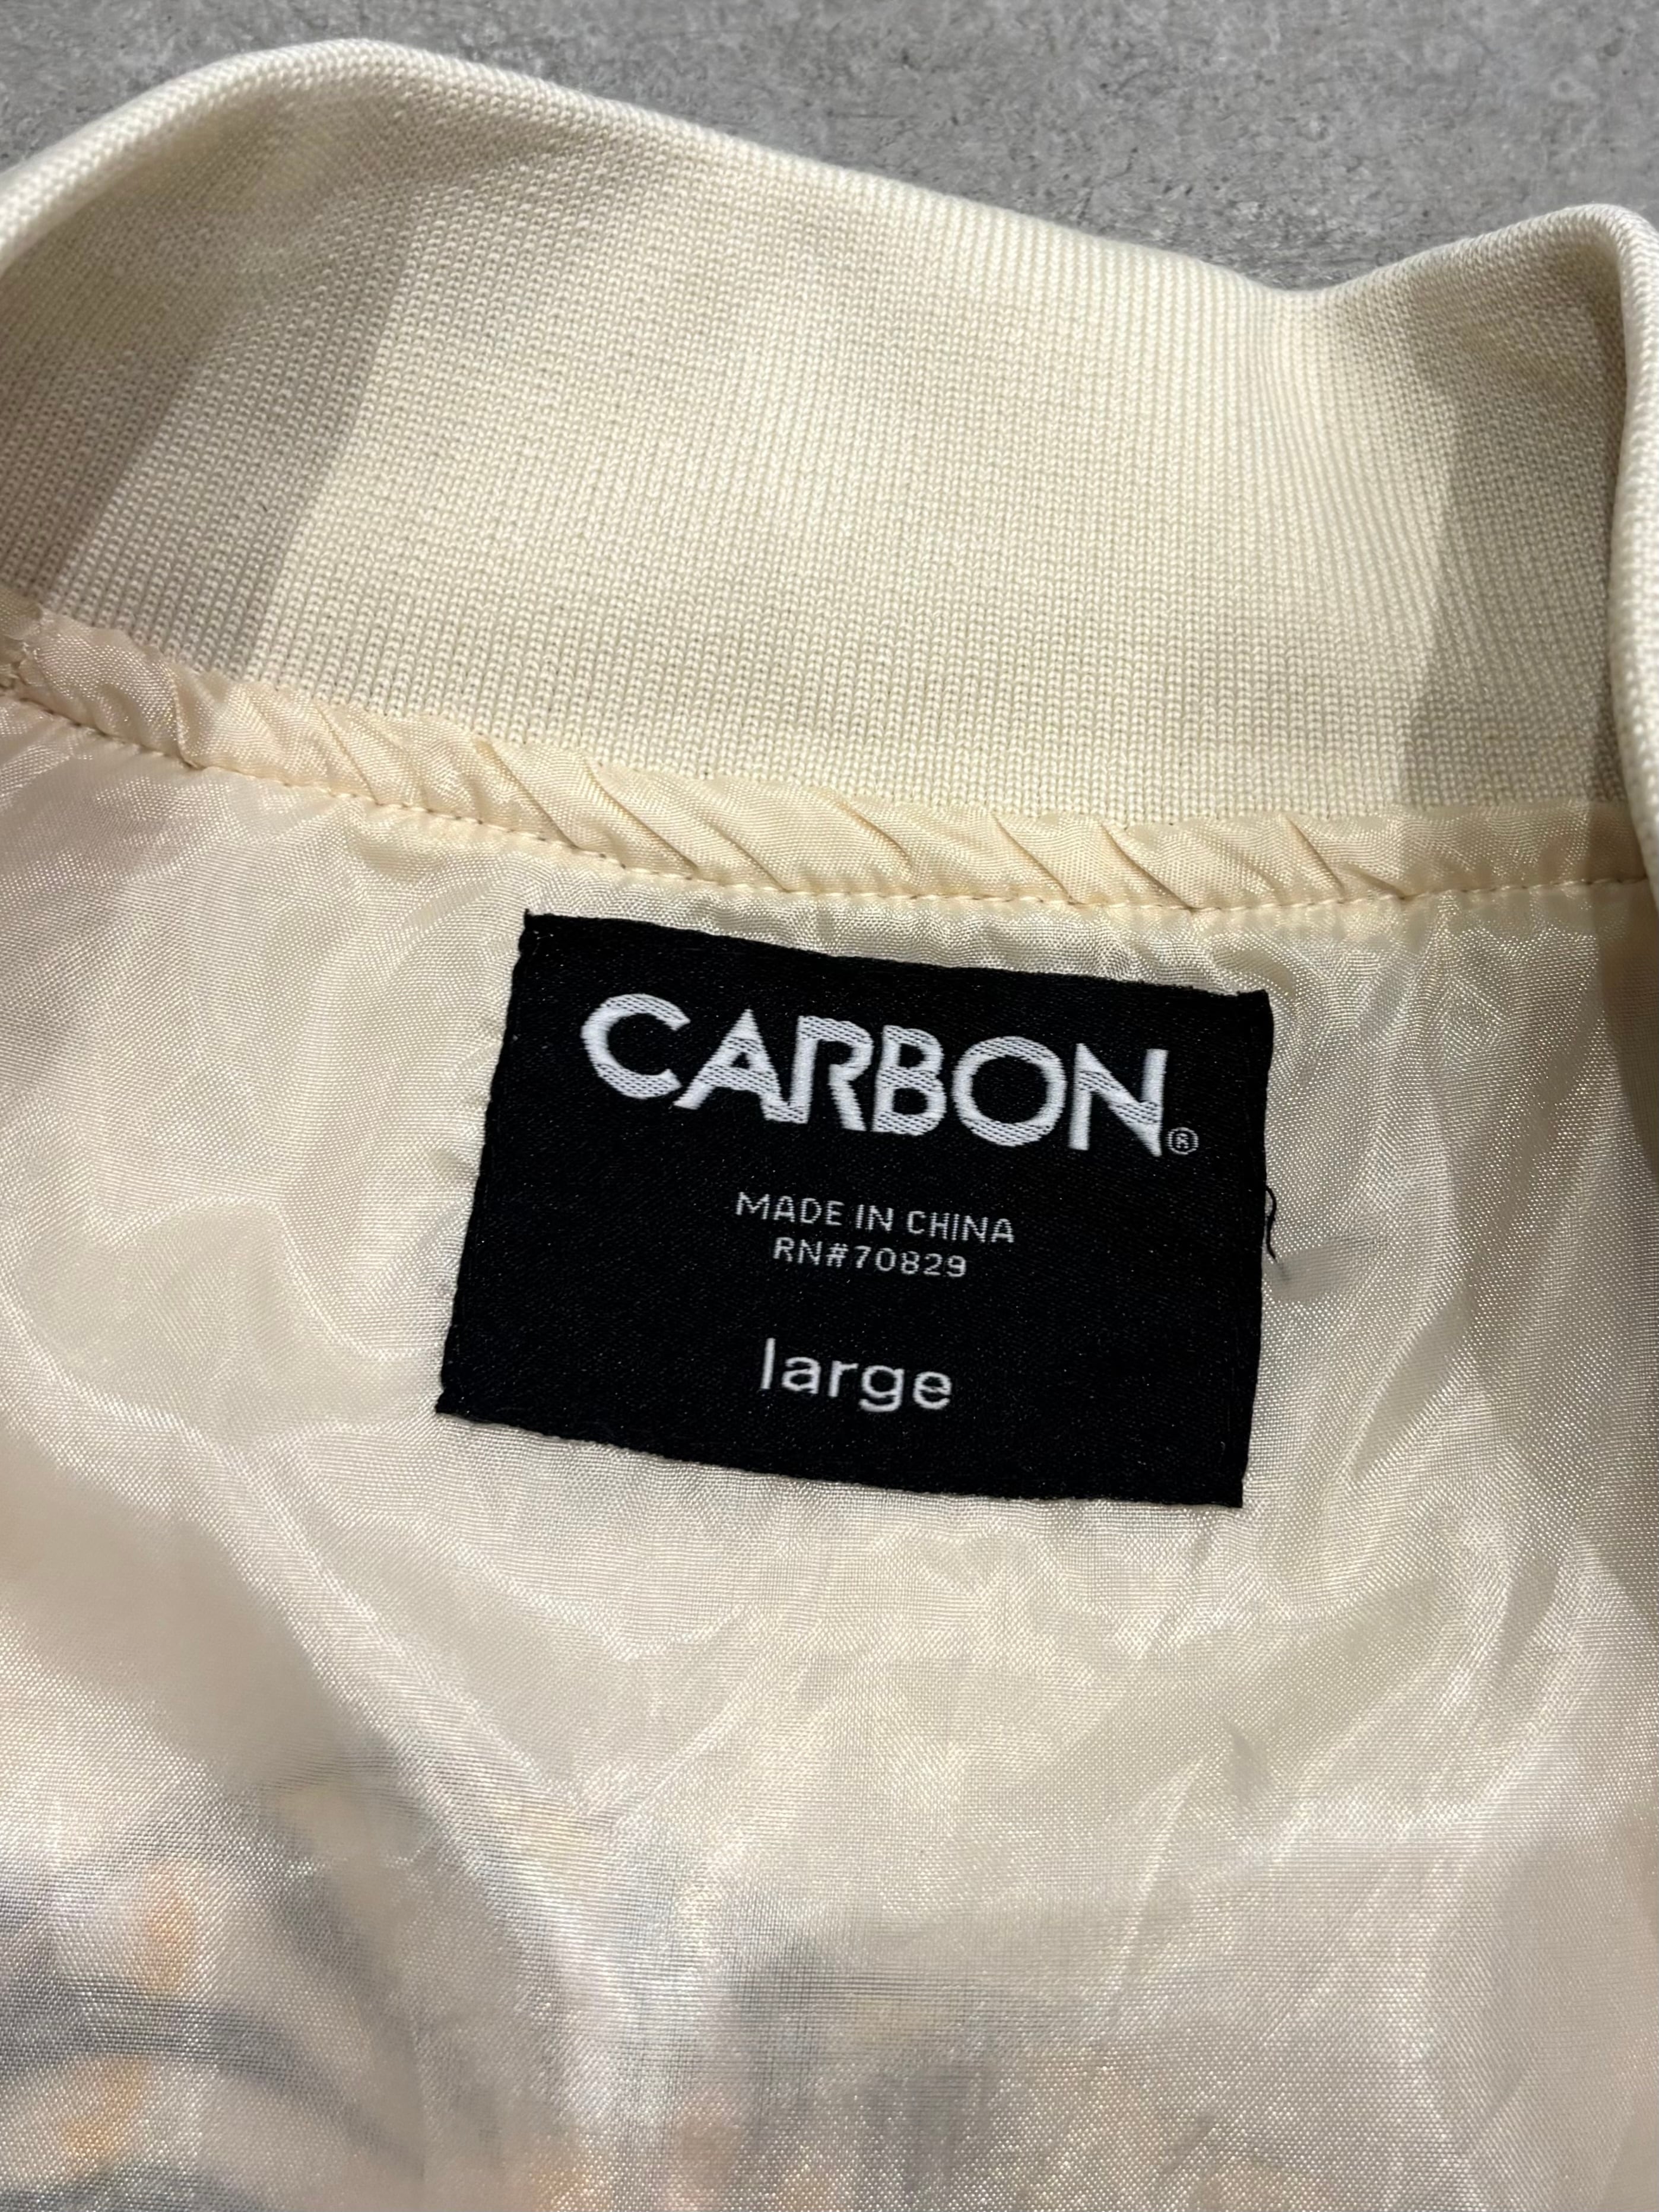 CARBON®
MADE IN CHINA
RN#70829
large